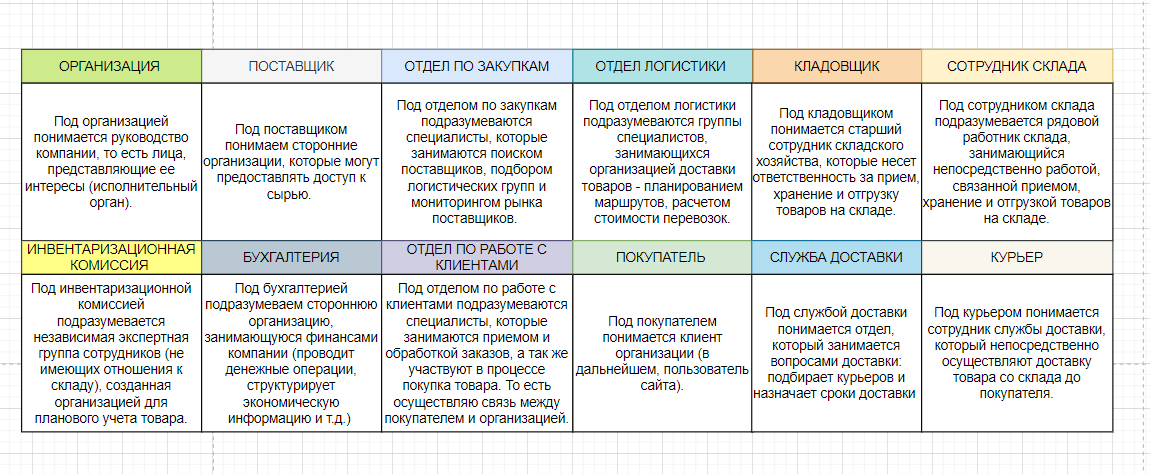 ОРГАНИЗАЦИЯ
ПОСТАВЩИК
ОТДЕЛ ПО ЗАКУПКАМ
ОТДЕЛ ЛОГИСТИКИ
КЛАДОВЩИК
СОТРУДНИК СКЛАДА
Под организацией
понимается руководство
компании, то есть лица,
представляющие ее
интересы (исполнительный
орган).
Под поставщиком
понимаем сторонние
организации, которые могут
предоставлять доступ к
сырью.
Под отделом по закупкам
подразумеваются
специалисты, которые
занимаются поиском
поставщиков, подбором
логистических групп и
мониторингом рынка
поставщиков.
Под отделом логистики
подразумеваются группы
специалистов,
занимающихся
организацией доставки
товаров - планированием
маршрутов, расчетом
стоимости перевозок.
Под кладовщиком
понимается старший
сотрудник складского
хозяйства, которые несет
ответственность за прием,
хранение и отгрузку
товаров на складе.
Под сотрудником склада
подразумевается рядовой
работник склада,
занимающийся
непосредственно работой,
связанной приемом,
хранение и отгрузкой товаров
на складе.
ИНВЕНТАРИЗАЦИОННАЯ
КОМИССИЯ
БУХГАЛТЕРИЯ
ОТДЕЛ ПО РАБОТЕ С
КЛИЕНТАМИ
ПОКУПАТЕЛЬ
СЛУЖБА ДОСТАВКИ
КУРЬЕР
Под инвентаризационной
комиссией
подразумевается
независимая экспертная
группа сотрудников (не
имеющих отношения к
складу), созданная
организацией для
планового учета товара.
Под бухгалтерией
подразумеваем стороннюю
организацию,
занимающуюся финансами
компании (проводит
денежные операции,
структурирует
экономическую
информацию и т.д.)
Под отделом по работе с
клиентами подразумеваются
специалисты, которые
занимаются приемом и
обработкой заказов, а так же
участвуют в процессе
покупка товара. То есть
осуществляю связь между
покупателем и организацией.
Под покупателем
понимается клиент
организации (в
дальнейшем, пользователь
сайта).
Под службой доставки
понимается отдел,
который занимается
вопросами доставки:
подбирает курьеров и
назначает сроки доставки
Под курьером понимается
сотрудник службы доставки,
который непосредственно
осуществляют доставку
товара со склада до
покупателя.